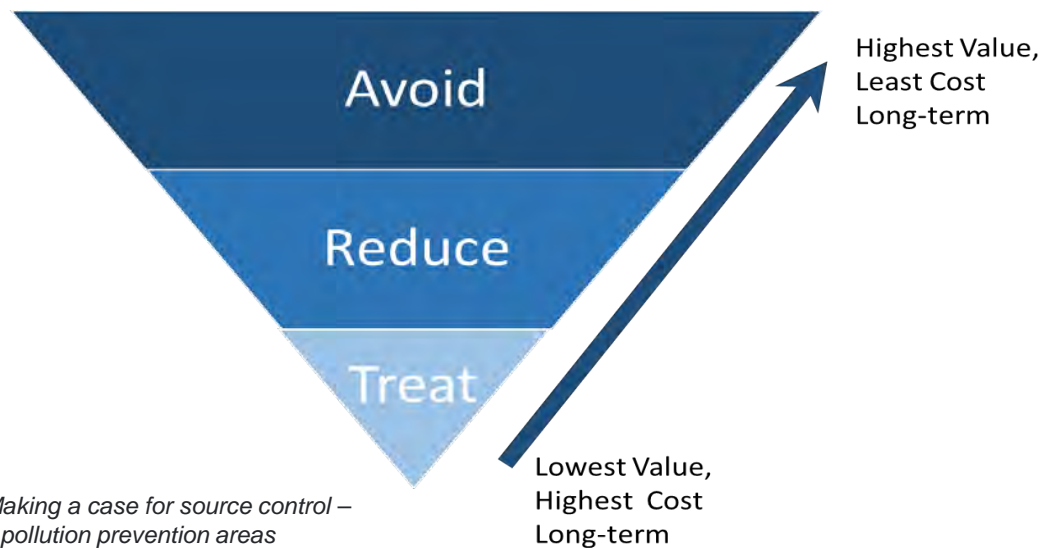 Avoid
Reduce
Treat
Highest Value,
Least Cost
Long-term
Lowest Value,
Highest Cost
Long-term
a case for source control –
pollution prevention areas